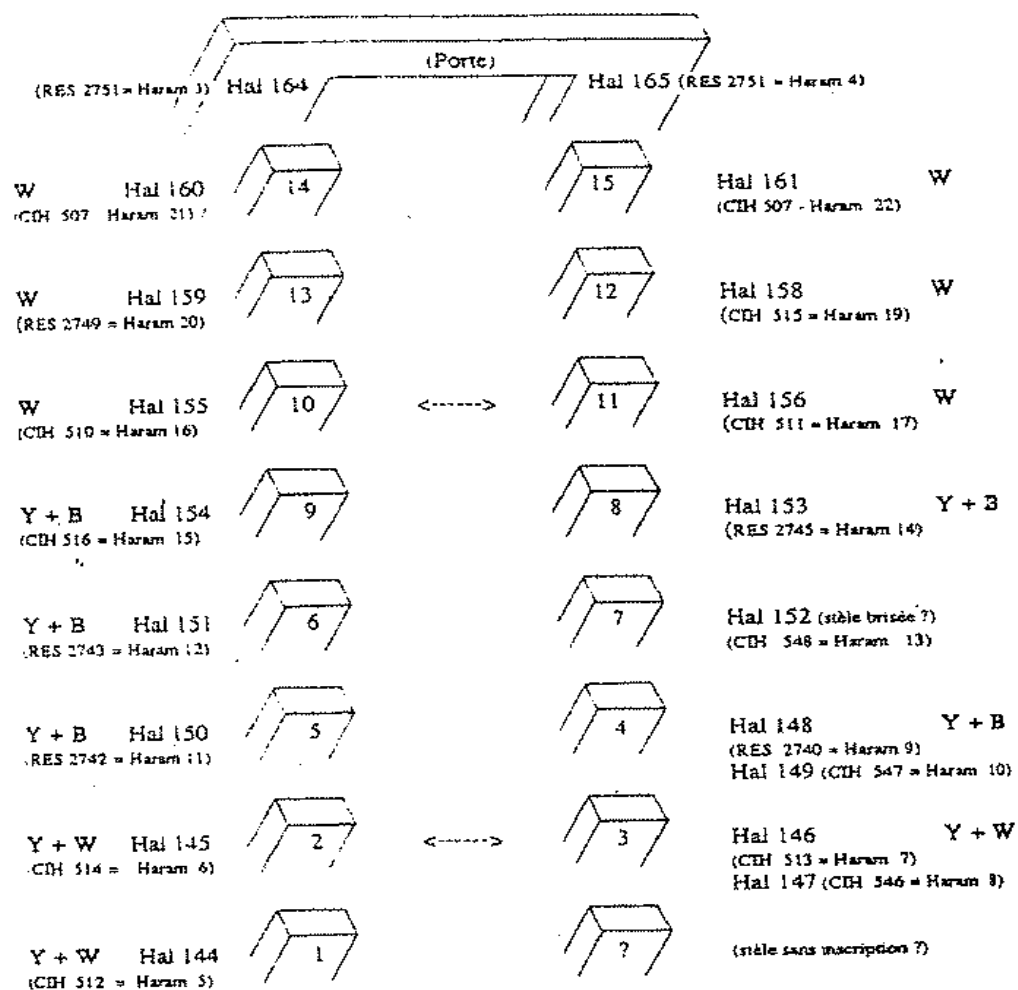 (Porte)
(RES 2751 = Haram 3) Hal 164
Hal 165 (RES 2751 = Haram 4)
W Hal 160 14 15 Hal 161 W
(CIH 507 Haram 21)
(CIH 507 - Haram 22)
W Hal 159 13 12 Hal 158 W
(RES 2749 = Haram 20)
(CIH 515 = Haram 19)
W Hal 155 10 <-----> 11 Hal 156 W
(CIH 510 = Haram 16)
(CIH 511 = Haram 17)
Y + B Hal 154 9 8 Hal 153 Y + B
(CIH 516 = Haram 15)
(RES 2745 = Haram 14)
Y + B Hal 151 6 7 Hal 152 (stèle brisée ?)
(RES 2743 = Haram 12)
(CIH 548 = Haram 13)
Y + B Hal 150 5 4 Hal 148 Y + B
(RES 2742 = Haram 11)
(RES 2740 = Haram 9)
Hal 149 (CIH 547 = Haram 10)
Y + W Hal 145 2 <-----> 3 Hal 146 Y + W
(CIH 514 = Haram 6)
(CIH 513 = Haram 7)
Hal 147 (CIH 546 = Haram 8)
Y + W Hal 144 1 ? (stèle sans inscription ?)
(CIH 512 = Haram 5)